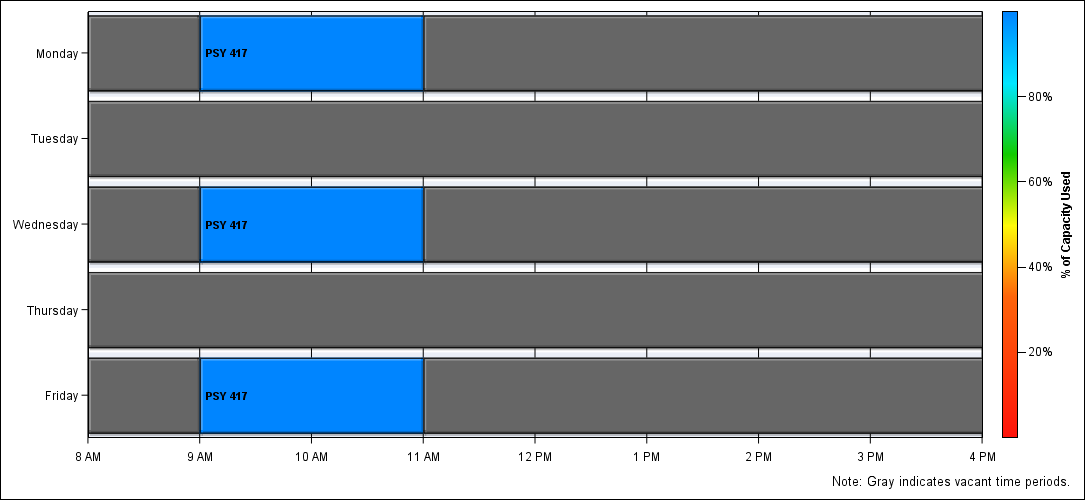 Monday
PSY 417
Tuesday
Wednesday
PSY 417
Thursday
Friday
PSY 417
8 AM 9 AM 10 AM 11 AM 12 PM 1 PM 2 PM 3 PM 4 PM
80%
60%
40%
20%
% of Capacity Used
Note: Gray indicates vacant time periods.